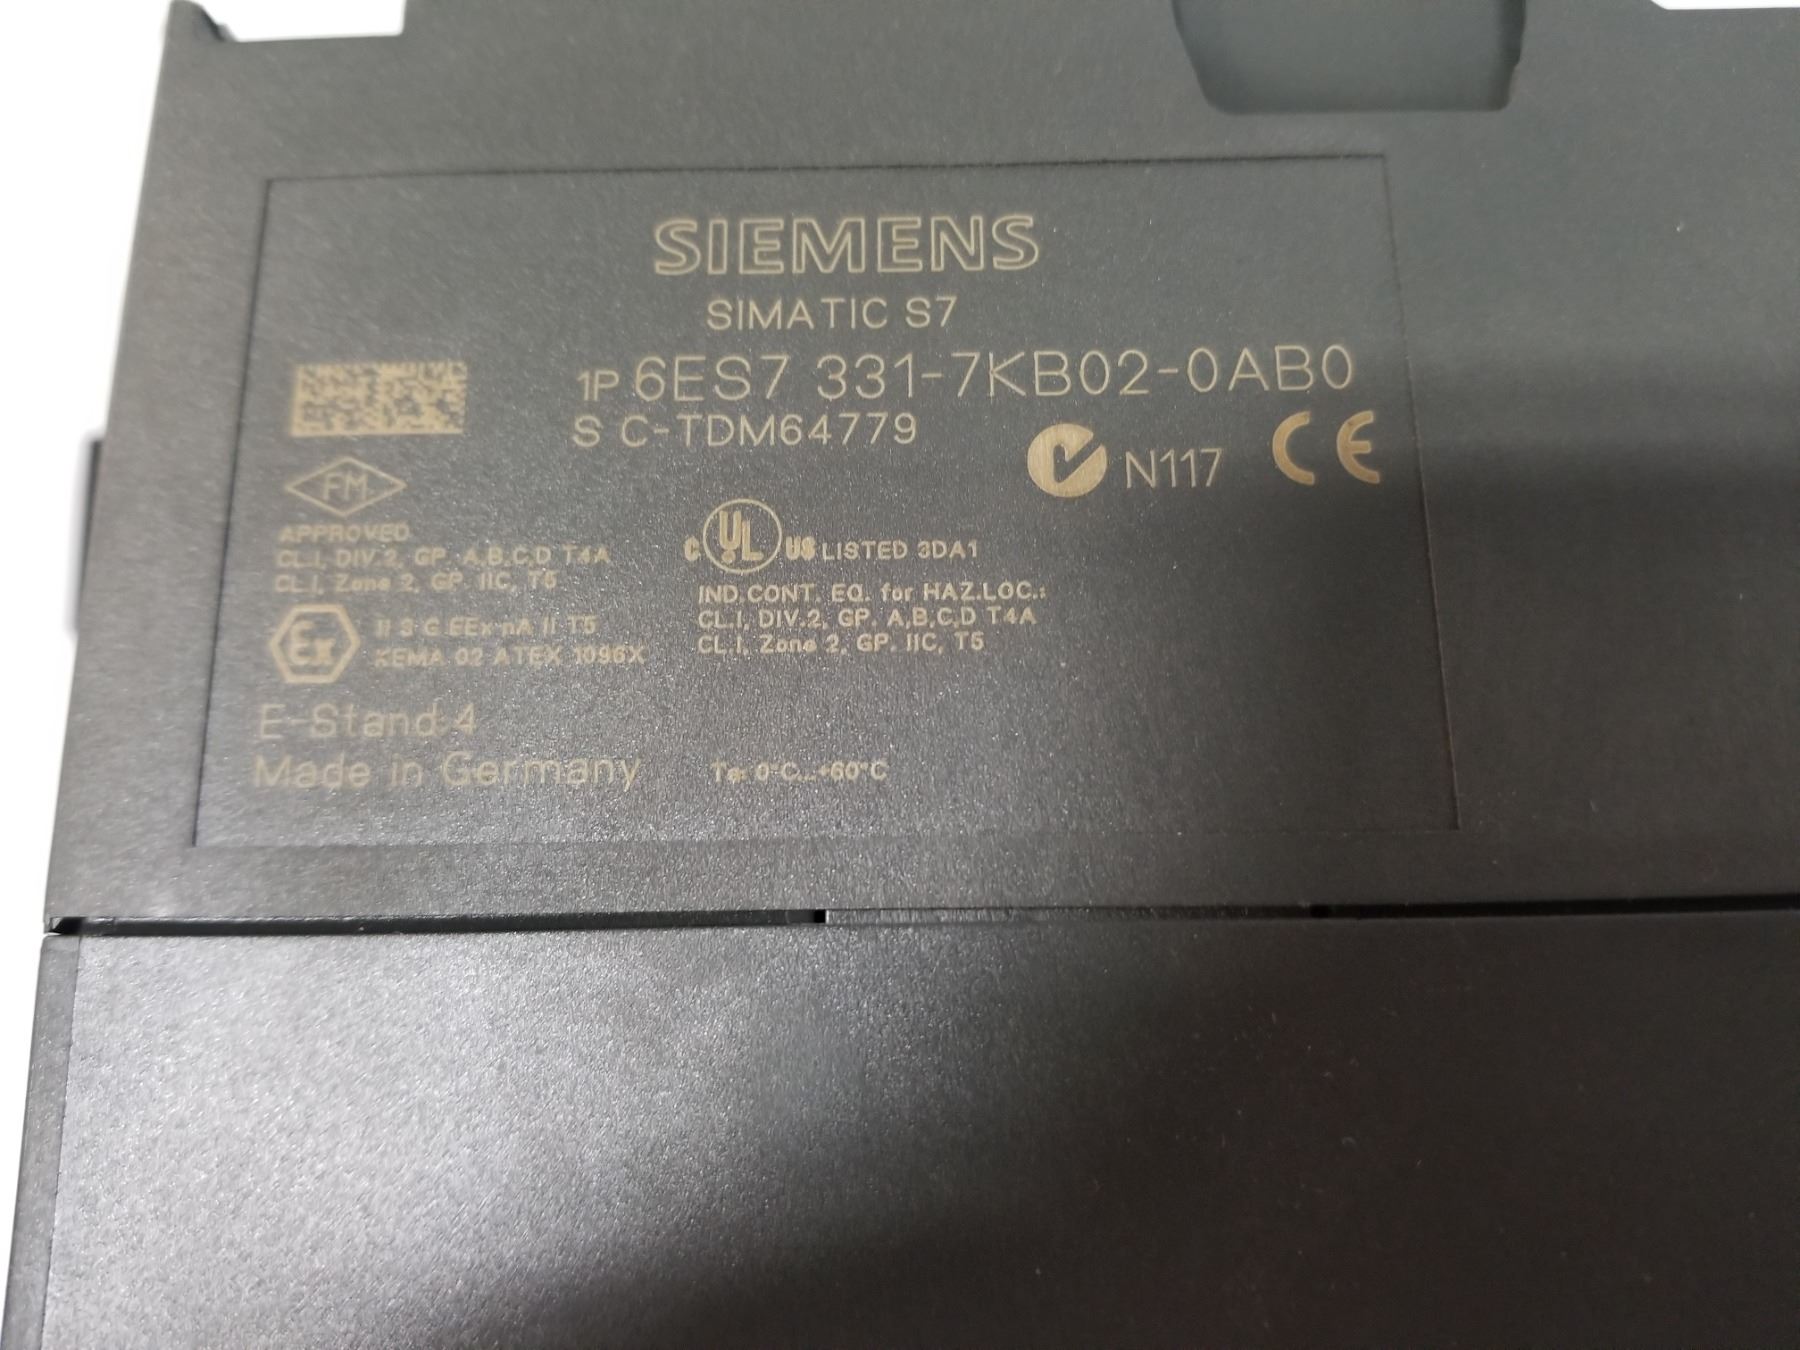 SIEMENS
SIMATIC S7
1P 6ES7 331-7KB02-0AB0
S C-TDM64779
N117 CE
FM
APPROVED
CL.I, DIV.2, GP. A,B,C,D T4A
CL.I, Zone 2, GP. IIC, T5
C UL US LISTED 3DA1
IND.CONT. EQ. for HAZ.LOC.:
CL.I, DIV.2, GP. A,B,C,D T4A
CL.I, Zone 2, GP. IIC, T5
Ex II 3 G EEx nA II T5
KEMA 02 ATEX 1096X
E-Stand:4
Made in Germany
Ta: 0°C...+60°C